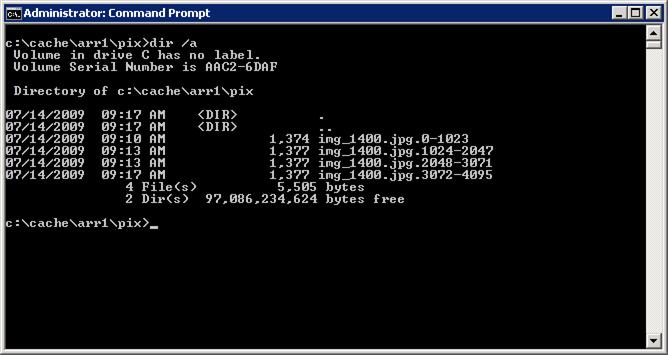 Administrator: Command Prompt
c:\cache\arr1\pix>dir /a
Volume in drive C has no label.
Volume Serial Number is AAC2-6DAF
Directory of c:\cache\arr1\pix
07/14/2009  09:17 AM    <DIR>          .
07/14/2009  09:17 AM    <DIR>          ..
07/14/2009  09:10 AM             1,374 img_1400.jpg.0-1023
07/14/2009  09:13 AM             1,377 img_1400.jpg.1024-2047
07/14/2009  09:13 AM             1,377 img_1400.jpg.2048-3071
07/14/2009  09:17 AM             1,377 img_1400.jpg.3072-4095
4 File(s)          5,505 bytes
2 Dir(s)  97,086,234,624 bytes free
c:\cache\arr1\pix>_